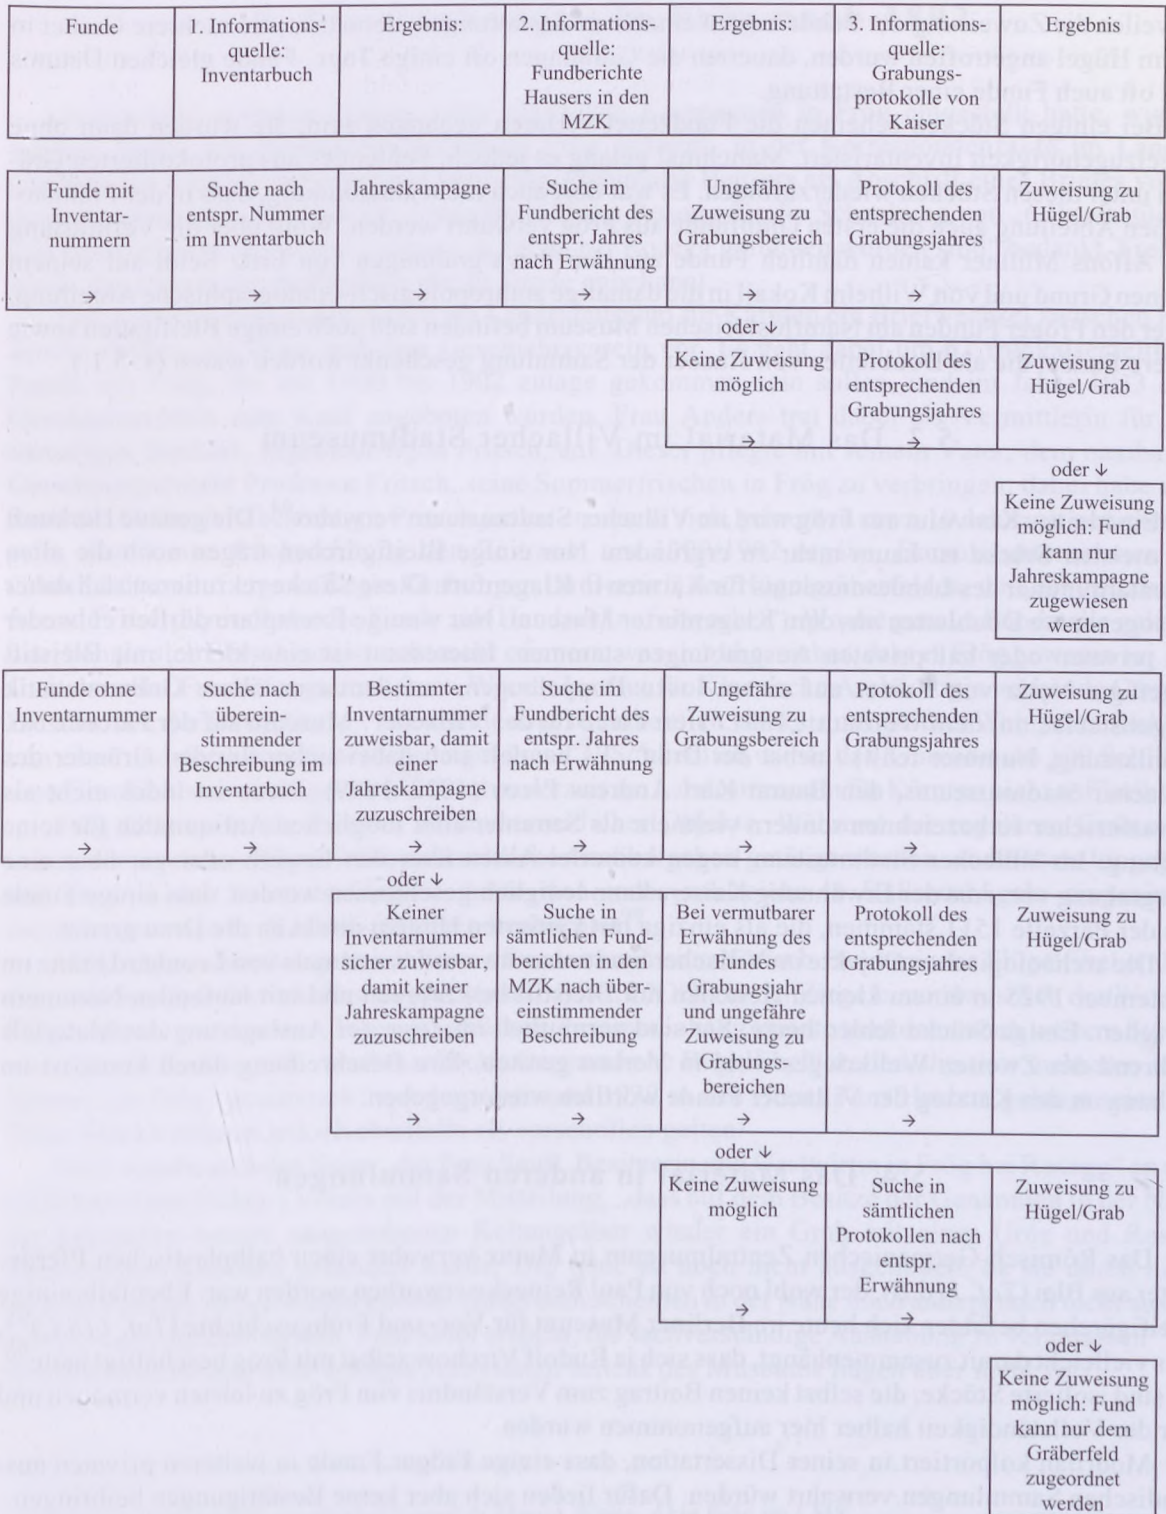 Funde
1. Informations-
quelle:
Inventarbuch
Ergebnis:
2. Informations-
quelle:
Fundberichte
Hausers in den
MZK
Ergebnis:
3. Informations-
quelle:
Grabungs-
protokolle von
Kaiser
Ergebnis
Funde mit
Inventar-
nummern
→
Suche nach
entspr. Nummer
im Inventarbuch
→
Jahreskampagne
→
Suche im
Fundbericht des
entspr. Jahres
nach Erwähnung
→
Ungefähre
Zuweisung zu
Grabungsbereich
→
Protokoll des
entsprechenden
Grabungsjahres
→
Zuweisung zu
Hügel/Grab
oder ↓
Keine Zuweisung
möglich
→
Protokoll des
entsprechenden
Grabungsjahres
→
Zuweisung zu
Hügel/Grab
oder ↓
Keine Zuweisung
möglich: Fund
kann nur
Jahreskampagne
zugewiesen
werden
Funde ohne
Inventarnummer
→
Suche nach
überein-
stimmender
Beschreibung im
Inventarbuch
→
Bestimmter
Inventarnummer
zuweisbar, damit
einer
Jahreskampagne
zuzuschreiben
→
Suche im
Fundbericht des
entspr. Jahres
nach Erwähnung
→
Ungefähre
Zuweisung zu
Grabungsbereich
→
Protokoll des
entsprechenden
Grabungsjahres
→
Zuweisung zu
Hügel/Grab
oder ↓
Keiner
Inventarnummer
sicher zuweisbar,
damit keiner
Jahreskampagne
zuzuschreiben
→
Suche in
sämtlichen Fund-
berichten in den
MZK nach über-
einstimmender
Beschreibung
→
Bei vermutbarer
Erwähnung des
Fundes
Grabungsjahr
und ungefähre
Zuweisung zu
Grabungs-
bereichen
→
Protokoll des
entsprechenden
Grabungsjahres
→
Zuweisung zu
Hügel/Grab
oder ↓
Keine Zuweisung
möglich
→
Suche in
sämtlichen
Protokollen nach
entspr.
Erwähnung
→
Zuweisung zu
Hügel/Grab
oder ↓
Keine Zuweisung
möglich: Fund
kann nur dem
Gräberfeld
zugeordnet
werden